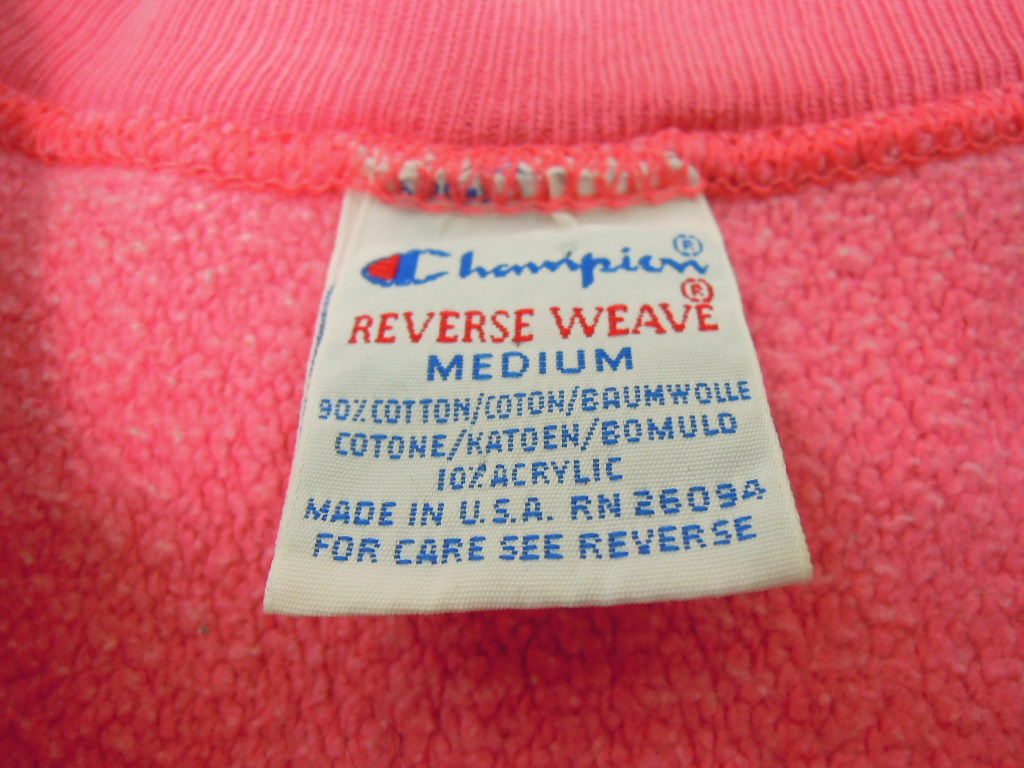 Champion®
REVERSE WEAVE®
MEDIUM
90% COTTON/COTON/BAUMWOLLE
COTONE/KATOEN/BOMULD
10% ACRYLIC
MADE IN U.S.A. RN 26094
FOR CARE SEE REVERSE